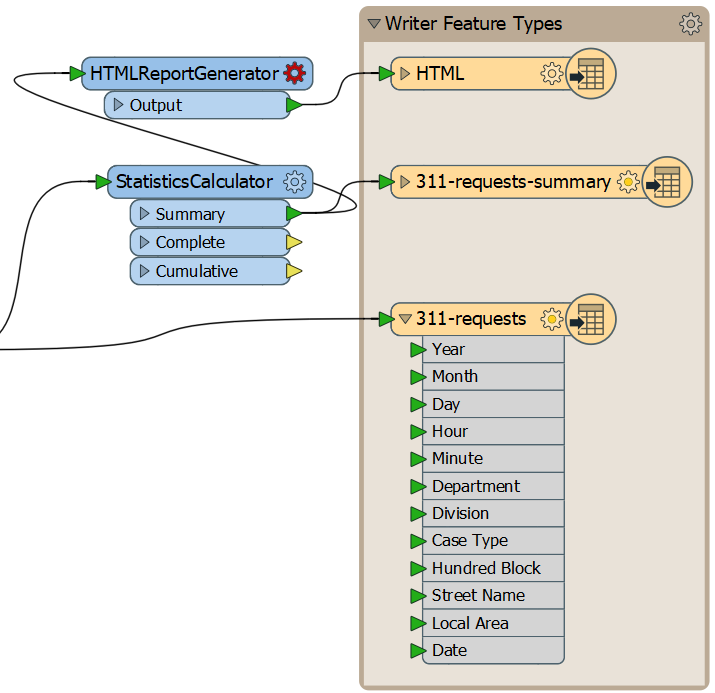 Writer Feature Types
HTMLReportGenerator
HTML
Output
StatisticsCalculator
311-requests-summary
Summary
Complete
Cumulative
311-requests
Year
Month
Day
Hour
Minute
Department
Division
Case Type
Hundred Block
Street Name
Local Area
Date